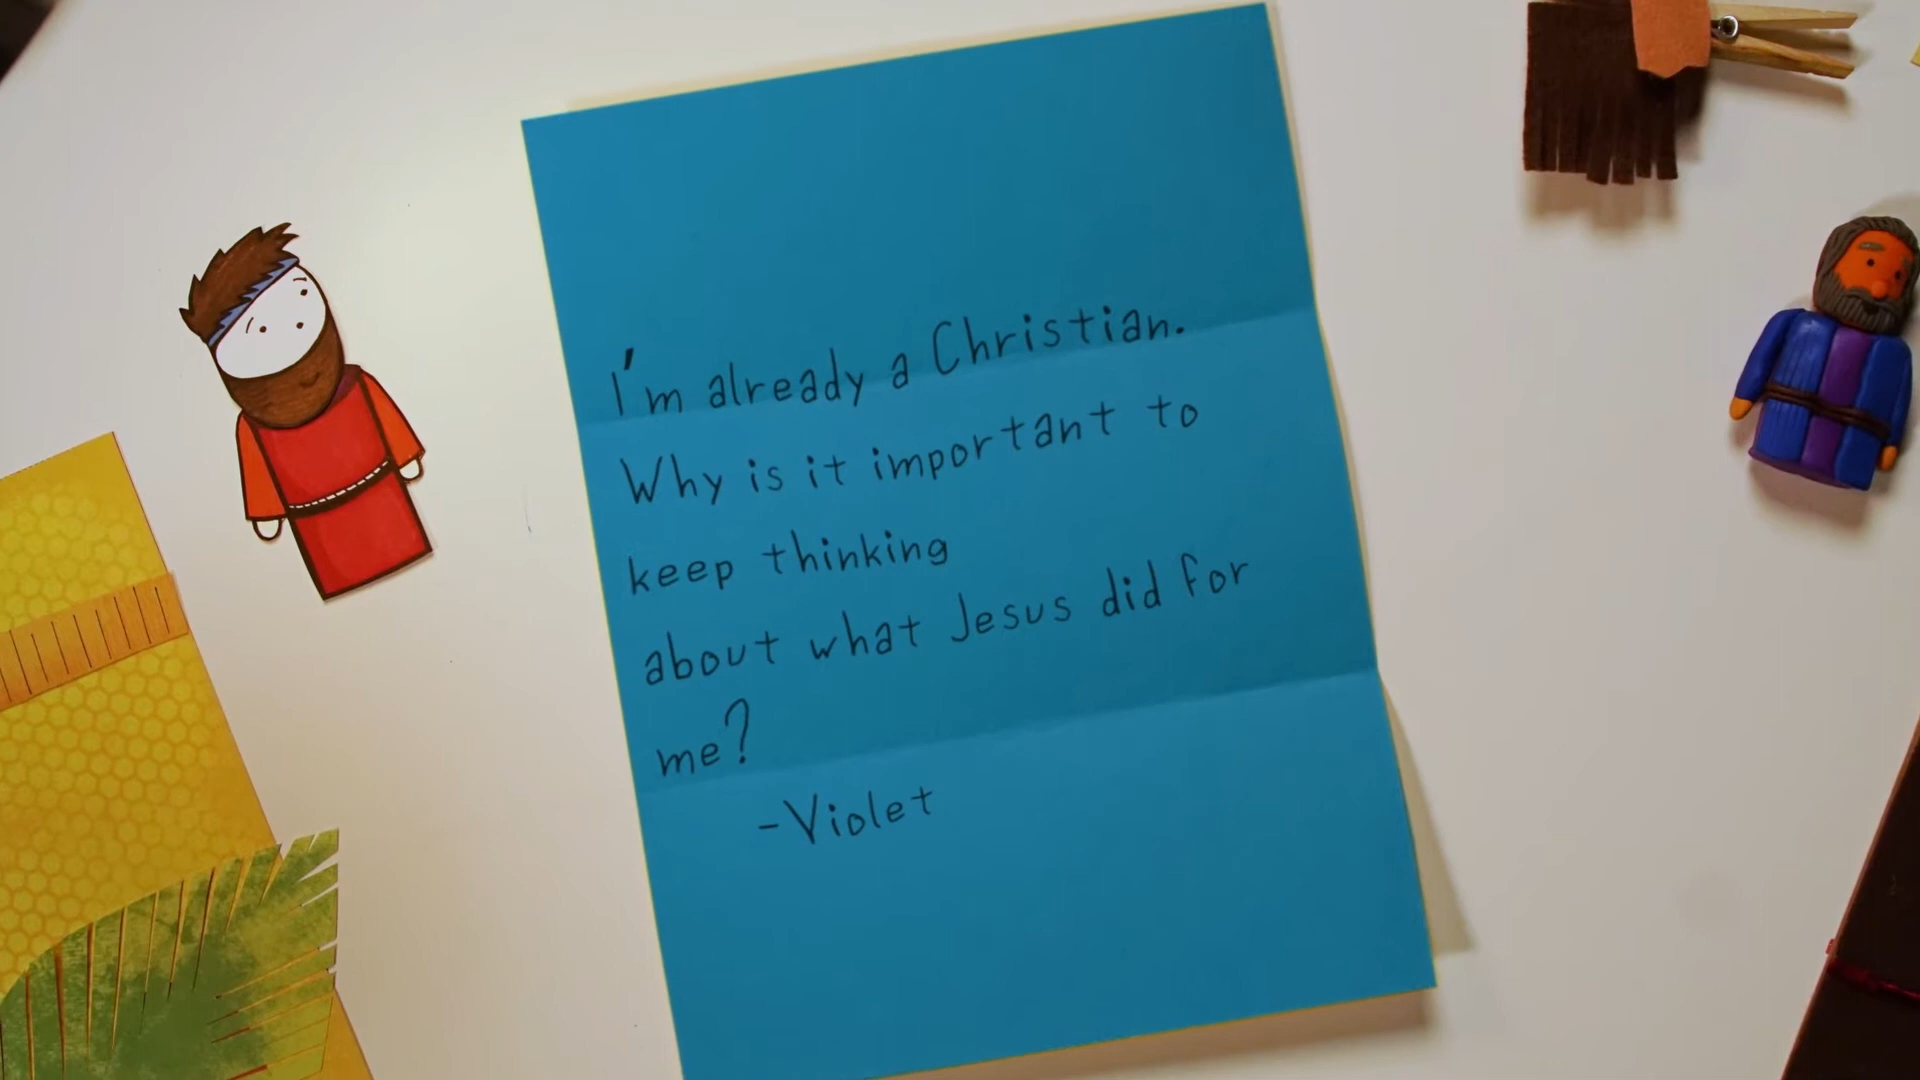 I'm already a Christian.
Why is it important to
keep thinking
about what Jesus did for
me?
-Violet